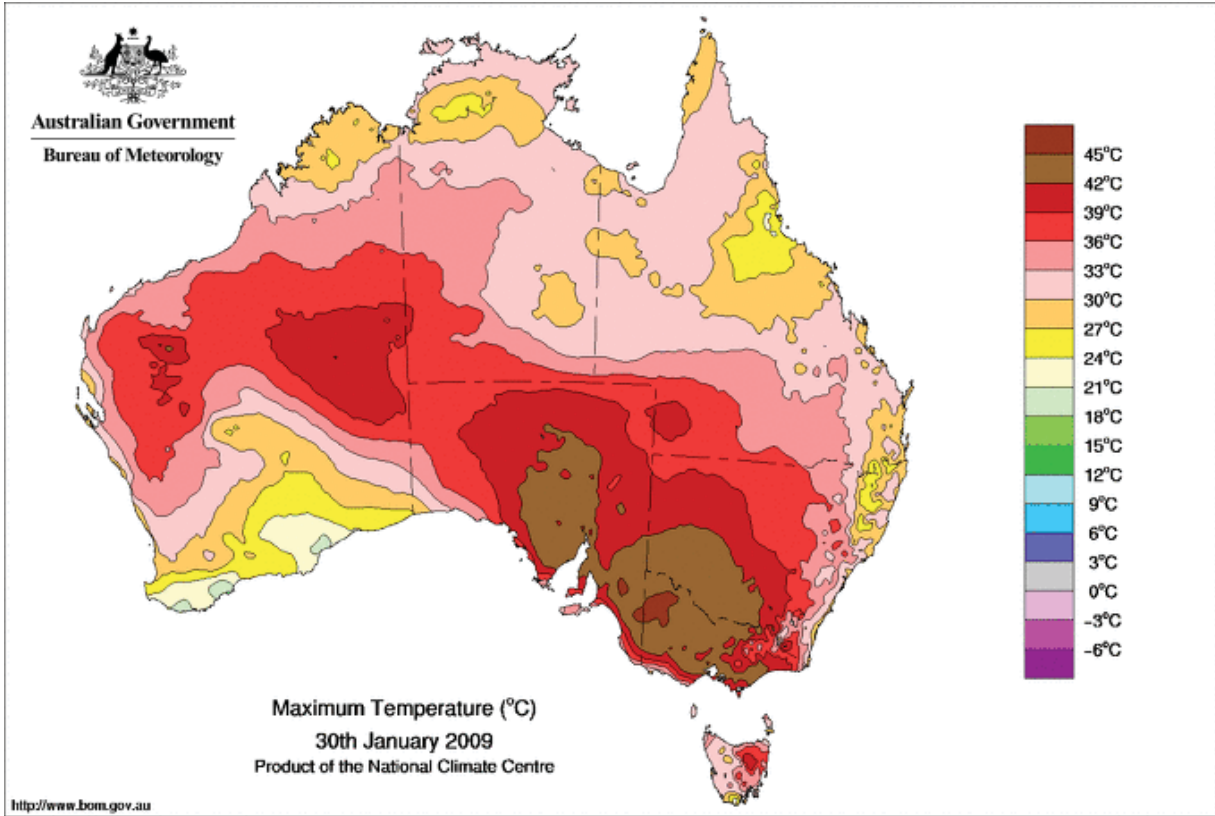 Australian Government
Bureau of Meteorology
45°C
42°C
39°C
36°C
33°C
30°C
27°C
24°C
21°C
18°C
15°C
12°C
9°C
6°C
3°C
0°C
-3°C
-6°C
Maximum Temperature (°C)
30th January 2009
Product of the National Climate Centre
http://www.bom.gov.au